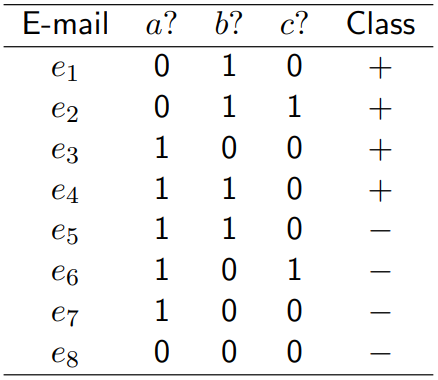 E-mail a? b? c? Class
e₁ 0 1 0 +
e₂ 0 1 1 +
e₃ 1 0 0 +
e₄ 1 1 0 +
e₅ 1 1 0 −
e₆ 1 0 1 −
e₇ 1 0 0 −
e₈ 0 0 0 −